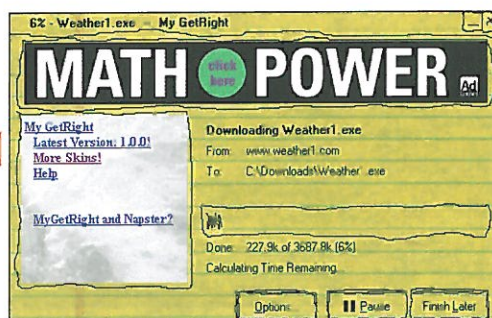 6% - Weather1.exe - My GetRight
MATH click here POWER Ad
My GetRight
Latest Version: 1.0.0!
More Skins!
Help
MyGetRight and Napster?
Downloading Weather1.exe
From: www.weather1.com
To: C:\Downloads\Weather .exe
Done: 227.9k of 3687.8k (6%)
Calculating Time Remaining.
Options
Pause
Finish Later